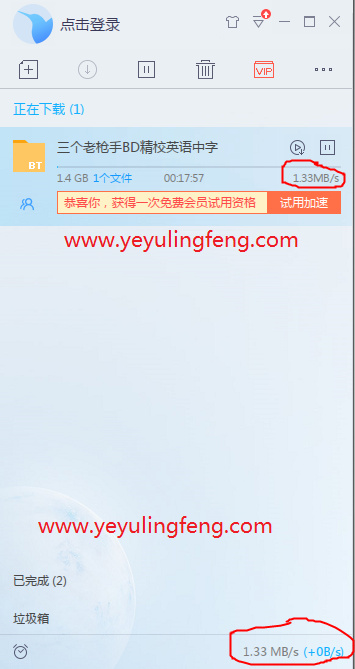 点击登录
VIP
正在下载 (1)
三个老枪手BD精校英语中字
BT
1.4 GB 1个文件 00:17:57 1.33MB/s
恭喜你，获得一次免费会员试用资格 试用加速
www.yeyulingfeng.com
www.yeyulingfeng.com
已完成 (2)
垃圾箱
1.33 MB/s (+0B/s)